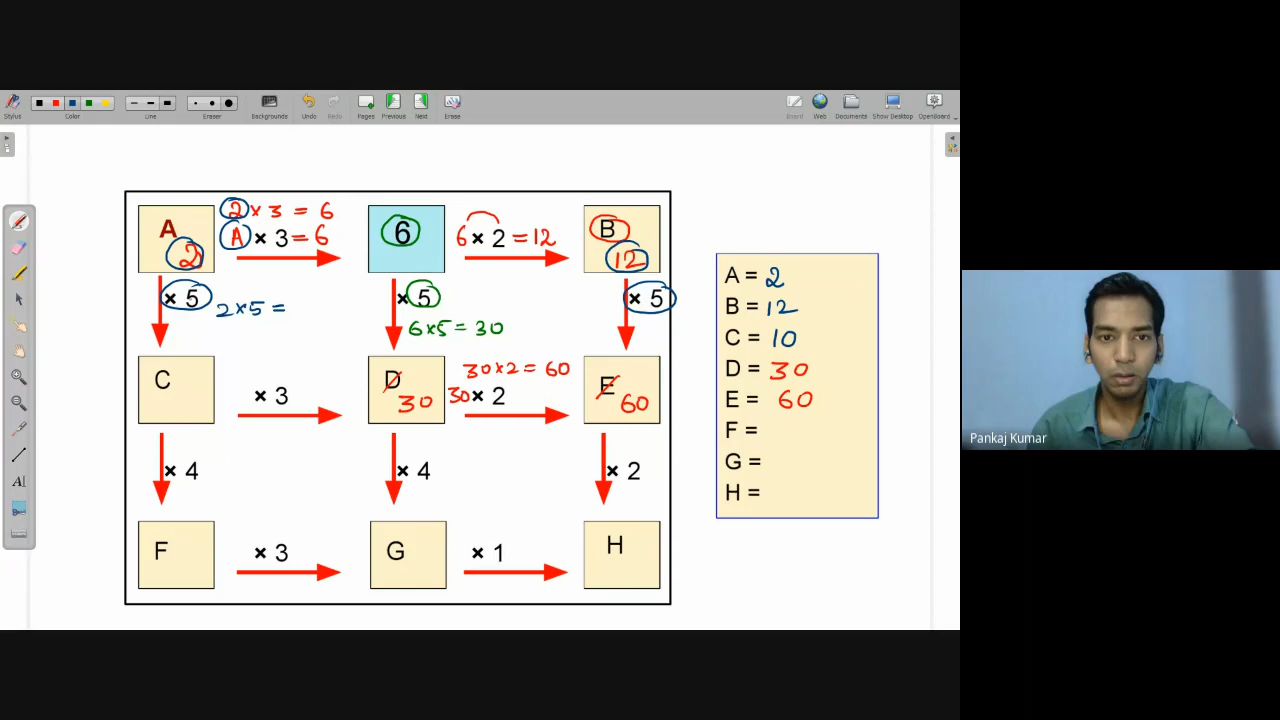 Stylus Color Line Eraser Backgrounds Undo Redo Pages Previous Next Erase Board Web Documents Show Desktop OpenBoard
2 × 3 = 6
A A × 3 = 6 6 6 × 2 = 12 B
2 12
× 5 2 × 5 = × 5 × 5
6 × 5 = 30
30 × 2 = 60
C × 3 D 30 × 2 E
30 60
× 4 × 4 × 2
F × 3 G × 1 H
A = 2
B = 12
C = 10
D = 30
E = 60
F =
G =
H =
Pankaj Kumar